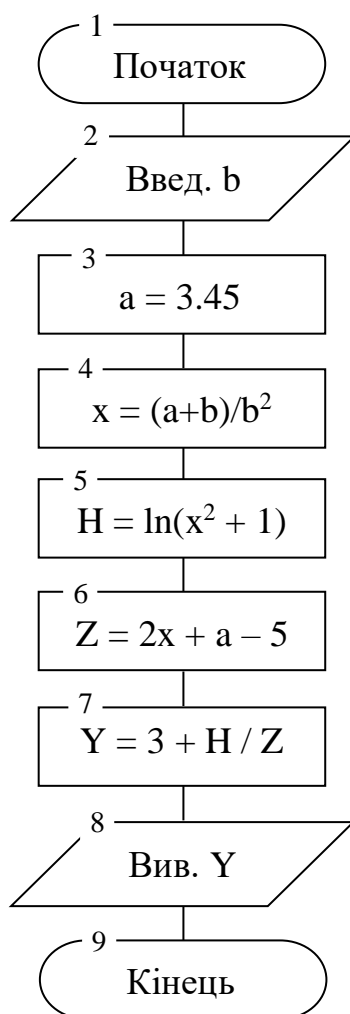 1
Початок
2
Введ. b
3
a = 3.45
4
x = (a+b)/b²
5
H = ln(x² + 1)
6
Z = 2x + a – 5
7
Y = 3 + H / Z
8
Вив. Y
9
Кінець